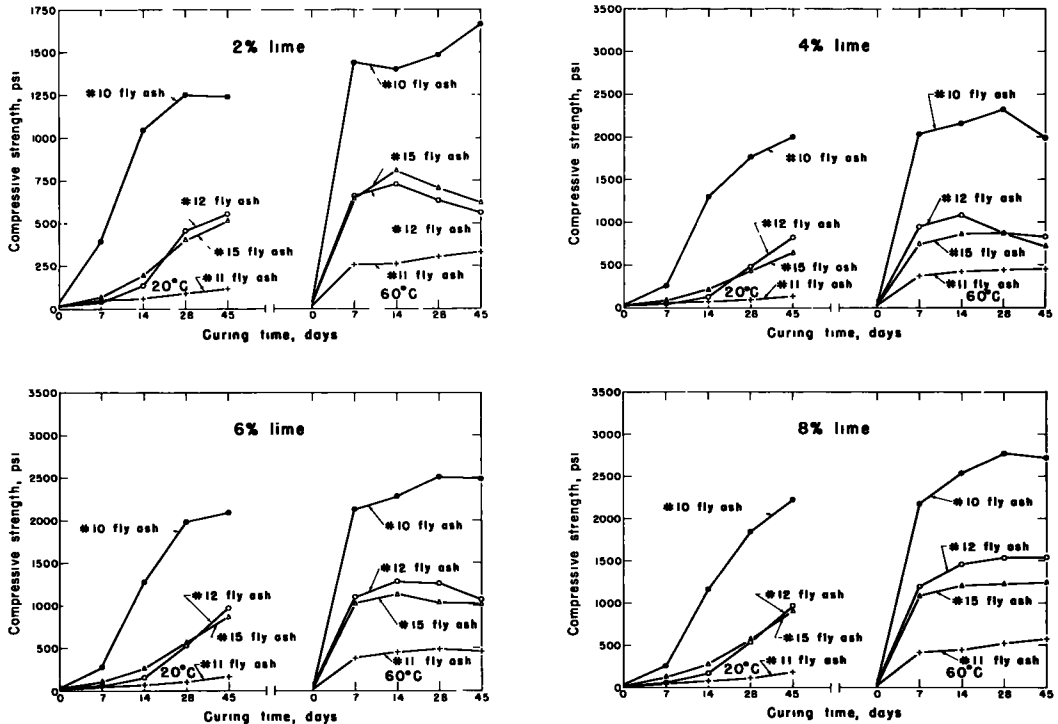 2% lime
Compressive strength, psi
1750
1500
1250
1000
750
500
250
0
#10 fly ash
#12 fly ash
#15 fly ash
#11 fly ash
20°C
#10 fly ash
#15 fly ash
#12 fly ash
#11 fly ash
60°C
0 7 14 28 45 0 7 14 28 45
Curing time, days
4% lime
Compressive strength, psi
3500
3000
2500
2000
1500
1000
500
0
#10 fly ash
#12 fly ash
#15 fly ash
#11 fly ash
20°C
#10 fly ash
#12 fly ash
#15 fly ash
#11 fly ash
60°C
0 7 14 28 45 0 7 14 28 45
Curing time, days
6% lime
Compressive strength, psi
3500
3000
2500
2000
1500
1000
500
0
#10 fly ash
#12 fly ash
#15 fly ash
#11 fly ash
20°C
#10 fly ash
#12 fly ash
#15 fly ash
#11 fly ash
60°C
0 7 14 28 45 0 7 14 28 45
Curing time, days
8% lime
Compressive strength, psi
3500
3000
2500
2000
1500
1000
500
0
#10 fly ash
#12 fly ash
#15 fly ash
#11 fly ash
20°C
#10 fly ash
#12 fly ash
#15 fly ash
#11 fly ash
60°C
0 7 14 28 45 0 7 14 28 45
Curing time, days